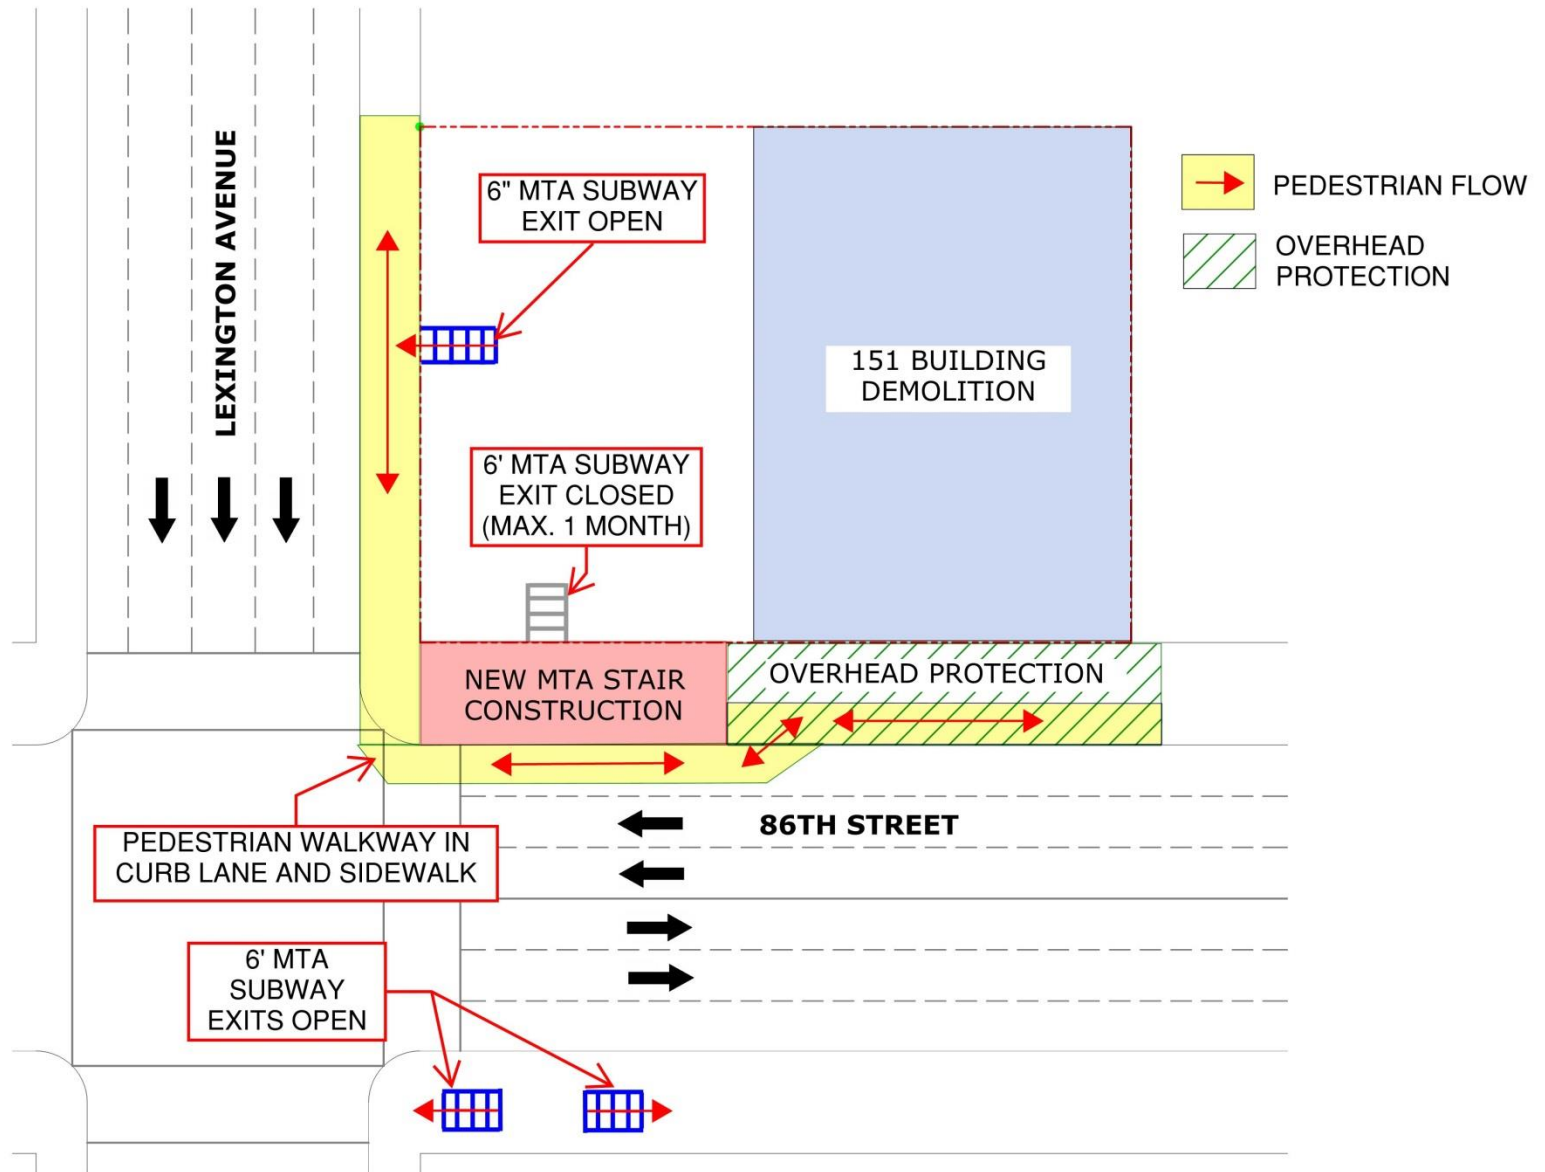 LEXINGTON AVENUE
6" MTA SUBWAY
EXIT OPEN
PEDESTRIAN FLOW
OVERHEAD
PROTECTION
151 BUILDING
DEMOLITION
6' MTA SUBWAY
EXIT CLOSED
(MAX. 1 MONTH)
NEW MTA STAIR
CONSTRUCTION
OVERHEAD PROTECTION
86TH STREET
PEDESTRIAN WALKWAY IN
CURB LANE AND SIDEWALK
6' MTA
SUBWAY
EXITS OPEN